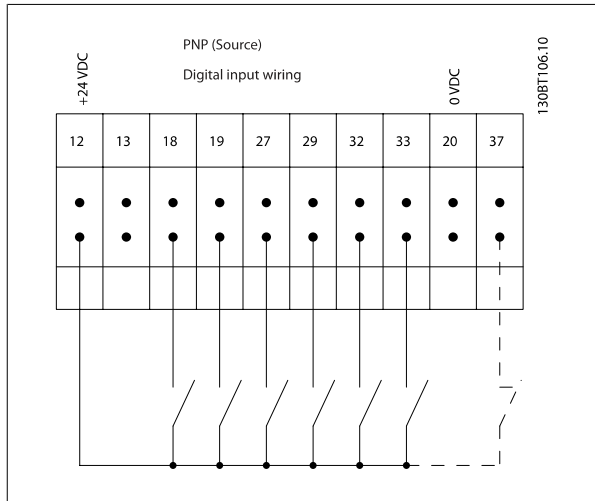 PNP (Source)
Digital input wiring
+24 VDC
0 VDC
130BT106.10
12 13 18 19 27 29 32 33 20 37